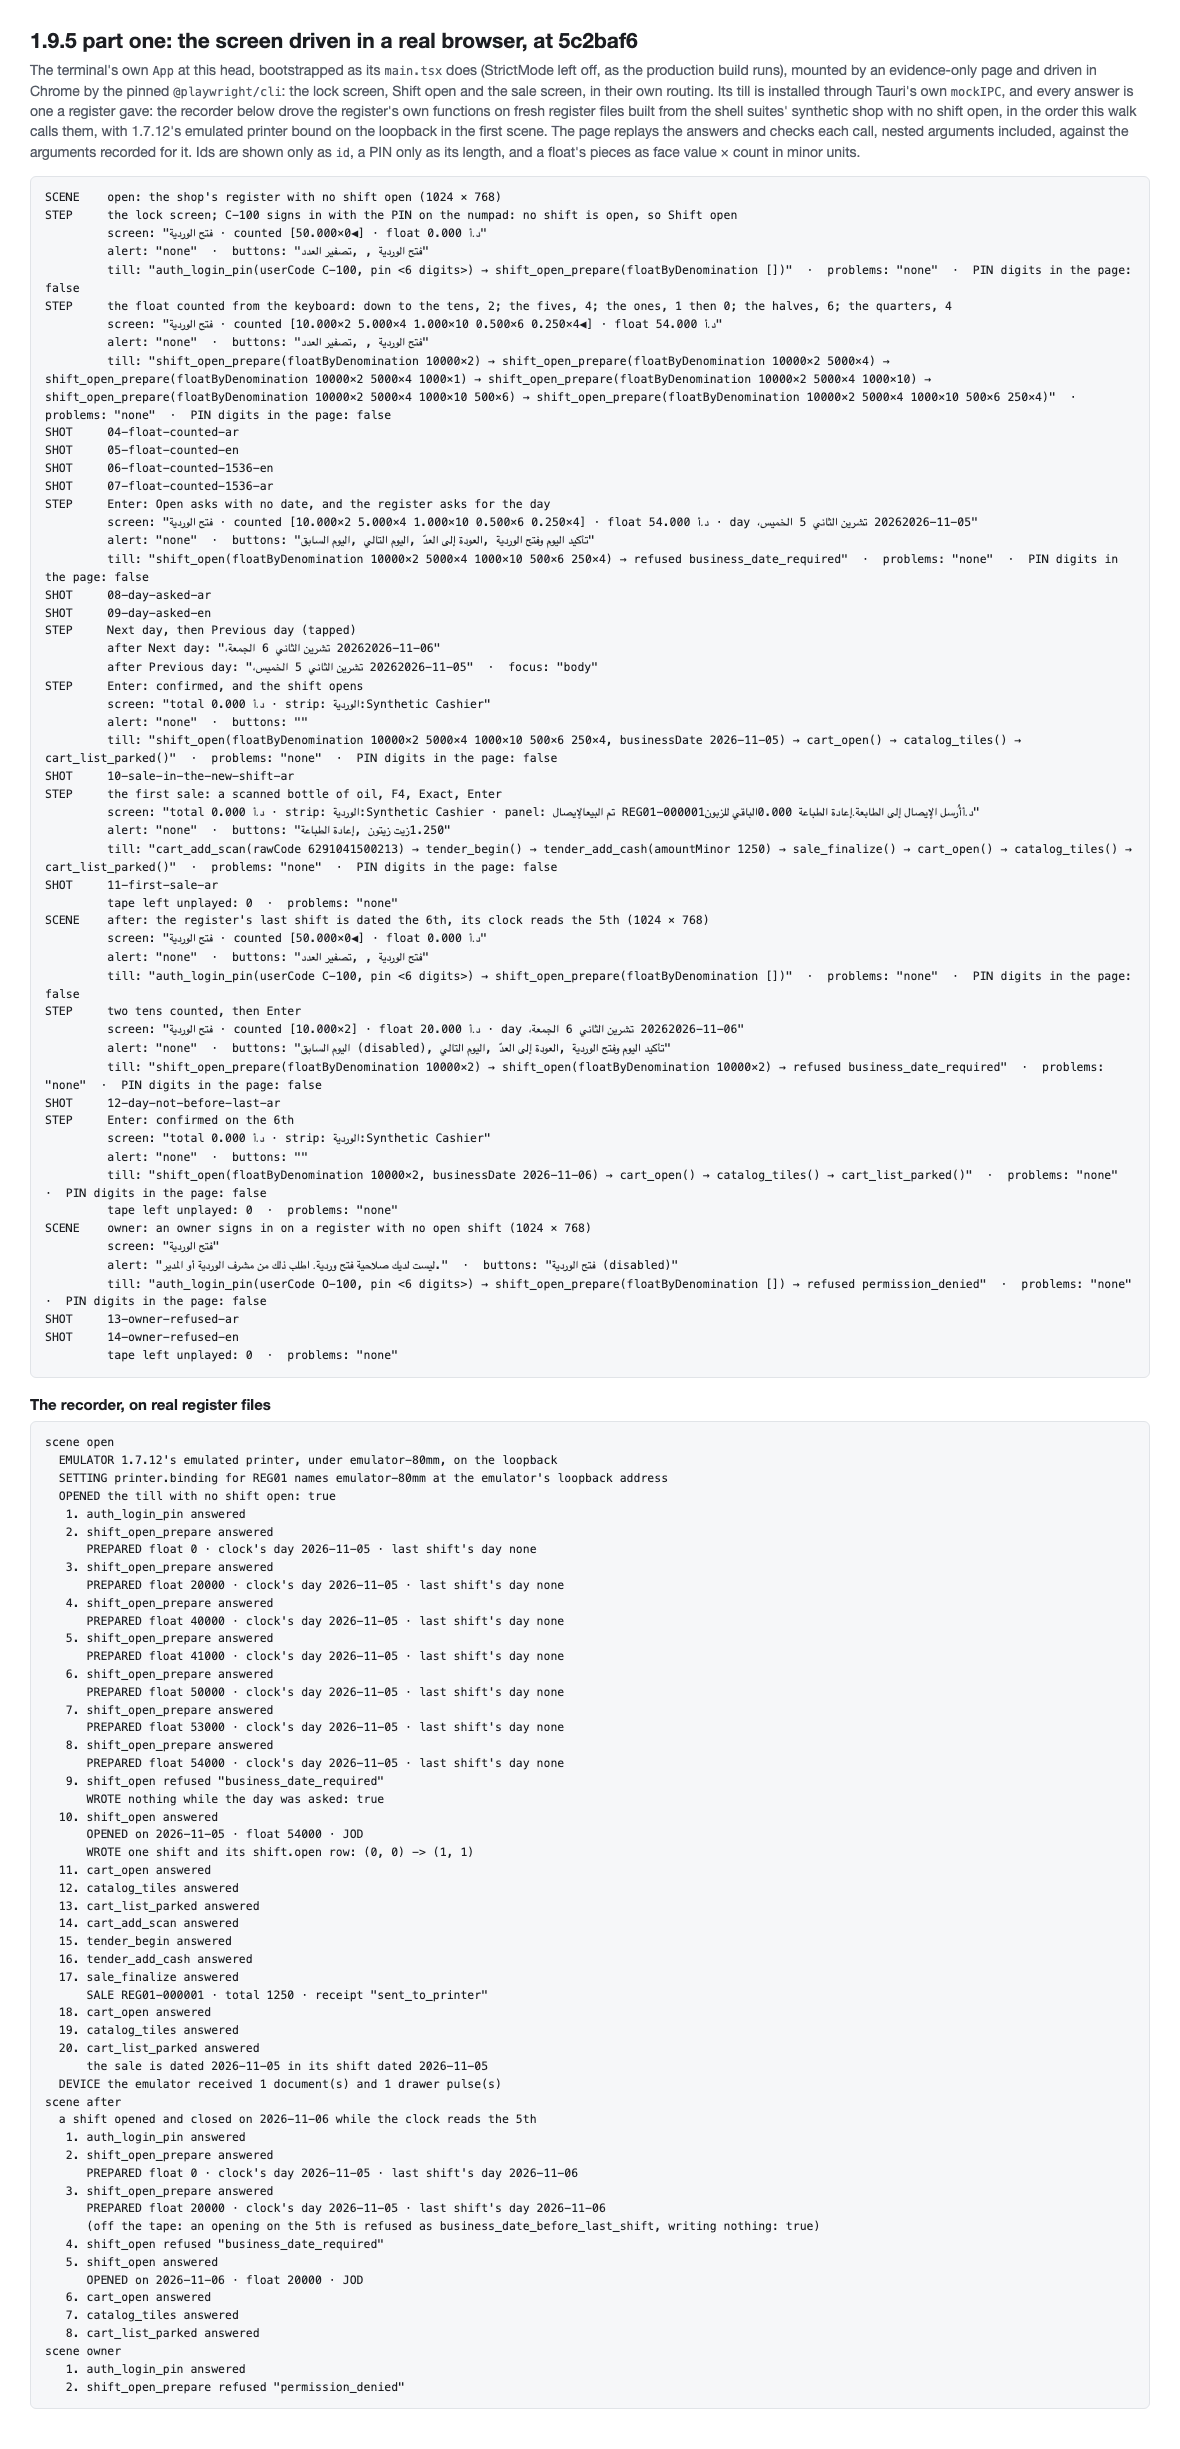 1.9.5 part one: the screen driven in a real browser, at 5c2baf6
The terminal's own App at this head, bootstrapped as its main.tsx does (StrictMode left off, as the production build runs), mounted by an evidence-only page and driven in
Chrome by the pinned @playwright/cli: the lock screen, Shift open and the sale screen, in their own routing. Its till is installed through Tauri's own mockIPC, and every answer is
one a register gave: the recorder below drove the register's own functions on fresh register files built from the shell suites' synthetic shop with no shift open, in the order this walk
calls them, with 1.7.12's emulated printer bound on the loopback in the first scene. The page replays the answers and checks each call, nested arguments included, against the
arguments recorded for it. Ids are shown only as id, a PIN only as its length, and a float's pieces as face value × count in minor units.
SCENE open: the shop's register with no shift open (1024 × 768)
STEP the lock screen; C-100 signs in with the PIN on the numpad: no shift is open, so Shift open
screen: "فتح الوردية · counted [50.000×0◀] · float 0.000 د.أ"
alert: "none" · buttons: "فتح الوردية , , تصفير العدد"
till: "auth_login_pin(userCode C-100, pin <6 digits>) → shift_open_prepare(floatByDenomination [])" · problems: "none" · PIN digits in the page:
false
STEP the float counted from the keyboard: down to the tens, 2; the fives, 4; the ones, 1 then 0; the halves, 6; the quarters, 4
screen: "فتح الوردية · counted [10.000×2 5.000×4 1.000×10 0.500×6 0.250×4◀] · float 54.000 د.أ"
alert: "none" · buttons: "فتح الوردية , , تصفير العدد"
till: "shift_open_prepare(floatByDenomination 10000×2) → shift_open_prepare(floatByDenomination 10000×2 5000×4) →
shift_open_prepare(floatByDenomination 10000×2 5000×4 1000×1) → shift_open_prepare(floatByDenomination 10000×2 5000×4 1000×10) →
shift_open_prepare(floatByDenomination 10000×2 5000×4 1000×10 500×6) → shift_open_prepare(floatByDenomination 10000×2 5000×4 1000×10 500×6 250×4)" ·
problems: "none" · PIN digits in the page: false
SHOT 04-float-counted-ar
SHOT 05-float-counted-en
SHOT 06-float-counted-1536-en
SHOT 07-float-counted-1536-ar
STEP Enter: Open asks with no date, and the register asks for the day
screen: "فتح الوردية · counted [10.000×2 5.000×4 1.000×10 0.500×6 0.250×4] · float 54.000 د.أ · day الخميس، 5 تشرين الثاني 20262026-11-05"
alert: "none" · buttons: "اليوم السابق, اليوم التالي, العودة إلى العدّ, تأكيد اليوم وفتح الوردية"
till: "shift_open(floatByDenomination 10000×2 5000×4 1000×10 500×6 250×4) → refused business_date_required" · problems: "none" · PIN digits in
the page: false
SHOT 08-day-asked-ar
SHOT 09-day-asked-en
STEP Next day, then Previous day (tapped)
after Next day: "الجمعة، 6 تشرين الثاني 20262026-11-06"
after Previous day: "الخميس، 5 تشرين الثاني 20262026-11-05" · focus: "body"
STEP Enter: confirmed, and the shift opens
screen: "total 0.000 د.أ · strip: الوردية:Synthetic Cashier"
alert: "none" · buttons: ""
till: "shift_open(floatByDenomination 10000×2 5000×4 1000×10 500×6 250×4, businessDate 2026-11-05) → cart_open() → catalog_tiles() →
cart_list_parked()" · problems: "none" · PIN digits in the page: false
SHOT 10-sale-in-the-new-shift-ar
STEP the first sale: a scanned bottle of oil, F4, Exact, Enter
screen: "total 0.000 د.أ · strip: الوردية:Synthetic Cashier · panel: تم البيعالإيصال REG01-000001الباقي للزبون0.000 د.أأرسل الإيصال إلى الطابعة.إعادة الطباعة"
alert: "none" · buttons: "إعادة الطباعة, زيت زيتون1.250"
till: "cart_add_scan(rawCode 6291041500213) → tender_begin() → tender_add_cash(amountMinor 1250) → sale_finalize() → cart_open() → catalog_tiles() →
cart_list_parked()" · problems: "none" · PIN digits in the page: false
SHOT 11-first-sale-ar
tape left unplayed: 0 · problems: "none"
SCENE after: the register's last shift is dated the 6th, its clock reads the 5th (1024 × 768)
screen: "فتح الوردية · counted [50.000×0◀] · float 0.000 د.أ"
alert: "none" · buttons: "فتح الوردية , , تصفير العدد"
till: "auth_login_pin(userCode C-100, pin <6 digits>) → shift_open_prepare(floatByDenomination [])" · problems: "none" · PIN digits in the page:
false
STEP two tens counted, then Enter
screen: "فتح الوردية · counted [10.000×2] · float 20.000 د.أ · day الجمعة، 6 تشرين الثاني 20262026-11-06"
alert: "none" · buttons: "اليوم السابق (disabled), اليوم التالي, العودة إلى العدّ, تأكيد اليوم وفتح الوردية"
till: "shift_open_prepare(floatByDenomination 10000×2) → shift_open(floatByDenomination 10000×2) → refused business_date_required" · problems:
"none" · PIN digits in the page: false
SHOT 12-day-not-before-last-ar
STEP Enter: confirmed on the 6th
screen: "total 0.000 د.أ · strip: الوردية:Synthetic Cashier"
alert: "none" · buttons: ""
till: "shift_open(floatByDenomination 10000×2, businessDate 2026-11-06) → cart_open() → catalog_tiles() → cart_list_parked()" · problems: "none"
· PIN digits in the page: false
tape left unplayed: 0 · problems: "none"
SCENE owner: an owner signs in on a register with no open shift (1024 × 768)
screen: "فتح الوردية"
alert: "ليست لديك صلاحية فتح وردية. اطلب ذلك من مشرف الوردية أو المدير." · buttons: "فتح الوردية (disabled)"
till: "auth_login_pin(userCode O-100, pin <6 digits>) → shift_open_prepare(floatByDenomination []) → refused permission_denied" · problems: "none"
· PIN digits in the page: false
SHOT 13-owner-refused-ar
SHOT 14-owner-refused-en
tape left unplayed: 0 · problems: "none"
The recorder, on real register files
scene open
EMULATOR 1.7.12's emulated printer, under emulator-80mm, on the loopback
SETTING printer.binding for REG01 names emulator-80mm at the emulator's loopback address
OPENED the till with no shift open: true
1. auth_login_pin answered
2. shift_open_prepare answered
PREPARED float 0 · clock's day 2026-11-05 · last shift's day none
3. shift_open_prepare answered
PREPARED float 20000 · clock's day 2026-11-05 · last shift's day none
4. shift_open_prepare answered
PREPARED float 40000 · clock's day 2026-11-05 · last shift's day none
5. shift_open_prepare answered
PREPARED float 41000 · clock's day 2026-11-05 · last shift's day none
6. shift_open_prepare answered
PREPARED float 50000 · clock's day 2026-11-05 · last shift's day none
7. shift_open_prepare answered
PREPARED float 53000 · clock's day 2026-11-05 · last shift's day none
8. shift_open_prepare answered
PREPARED float 54000 · clock's day 2026-11-05 · last shift's day none
9. shift_open refused "business_date_required"
WROTE nothing while the day was asked: true
10. shift_open answered
OPENED on 2026-11-05 · float 54000 · JOD
WROTE one shift and its shift.open row: (0, 0) -> (1, 1)
11. cart_open answered
12. catalog_tiles answered
13. cart_list_parked answered
14. cart_add_scan answered
15. tender_begin answered
16. tender_add_cash answered
17. sale_finalize answered
SALE REG01-000001 · total 1250 · receipt "sent_to_printer"
18. cart_open answered
19. catalog_tiles answered
20. cart_list_parked answered
the sale is dated 2026-11-05 in its shift dated 2026-11-05
DEVICE the emulator received 1 document(s) and 1 drawer pulse(s)
scene after
a shift opened and closed on 2026-11-06 while the clock reads the 5th
1. auth_login_pin answered
2. shift_open_prepare answered
PREPARED float 0 · clock's day 2026-11-05 · last shift's day 2026-11-06
3. shift_open_prepare answered
PREPARED float 20000 · clock's day 2026-11-05 · last shift's day 2026-11-06
(off the tape: an opening on the 5th is refused as business_date_before_last_shift, writing nothing: true)
4. shift_open refused "business_date_required"
5. shift_open answered
OPENED on 2026-11-06 · float 20000 · JOD
6. cart_open answered
7. catalog_tiles answered
8. cart_list_parked answered
scene owner
1. auth_login_pin answered
2. shift_open_prepare refused "permission_denied"